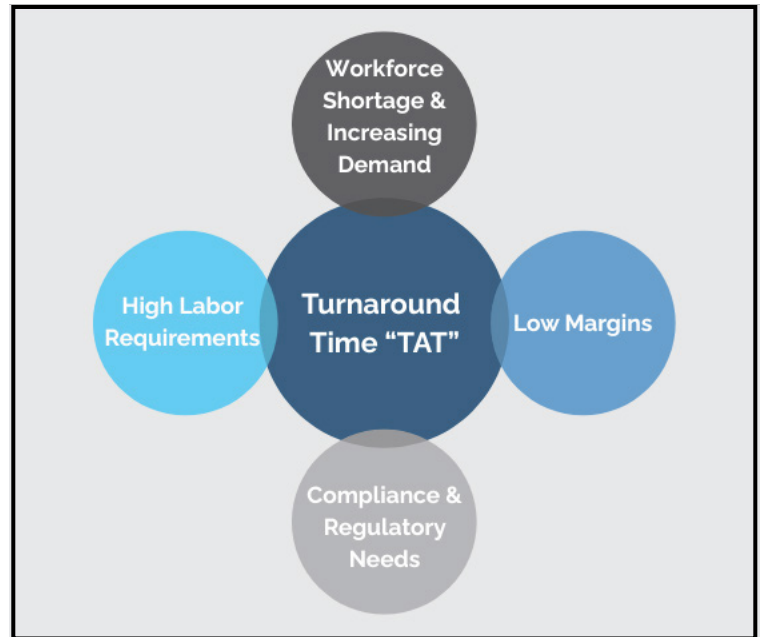 Workforce
Shortage &
Increasing
Demand
High Labor
Requirements
Turnaround
Time “TAT”
Low Margins
Compliance &
Regulatory
Needs